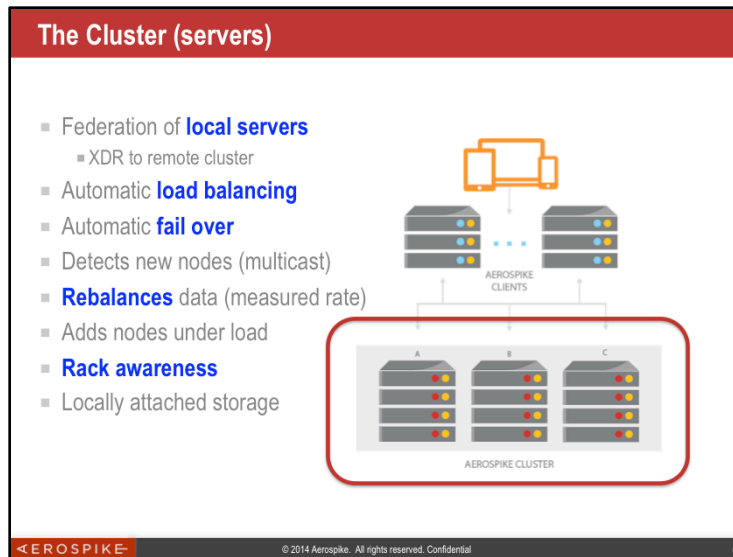 The Cluster (servers)
Federation of local servers
XDR to remote cluster
Automatic load balancing
Automatic fail over
Detects new nodes (multicast)
Rebalances data (measured rate)
Adds nodes under load
Rack awareness
Locally attached storage
AEROSPIKE
CLIENTS
A B C
AEROSPIKE CLUSTER
AEROSPIKE
© 2014 Aerospike. All rights reserved. Confidential